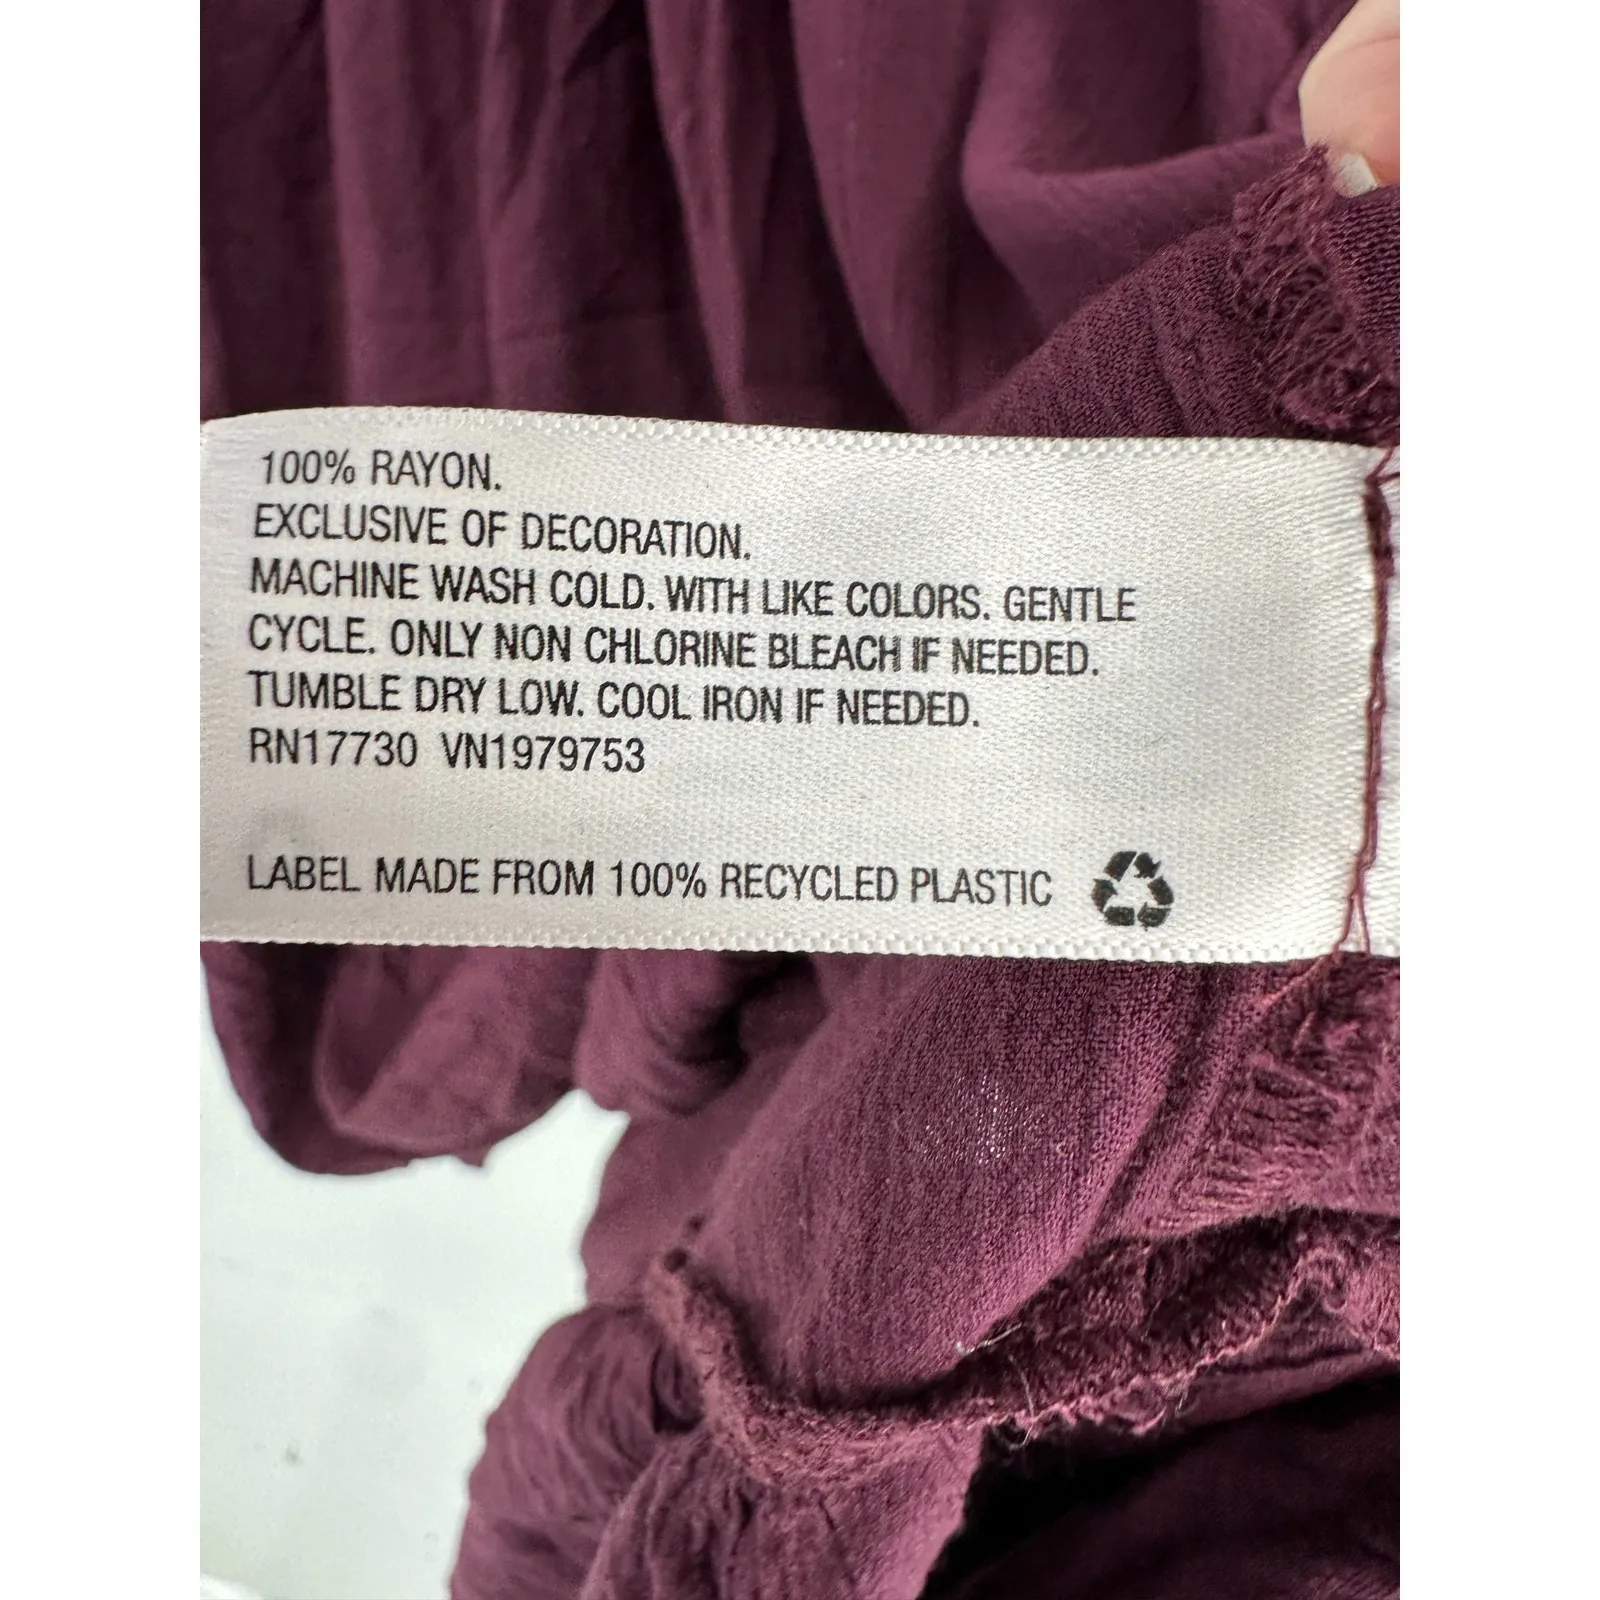 100% RAYON.
EXCLUSIVE OF DECORATION.
MACHINE WASH COLD. WITH LIKE COLORS. GENTLE
CYCLE. ONLY NON CHLORINE BLEACH IF NEEDED.
TUMBLE DRY LOW. COOL IRON IF NEEDED.
RN17730 VN1979753
LABEL MADE FROM 100% RECYCLED PLASTIC